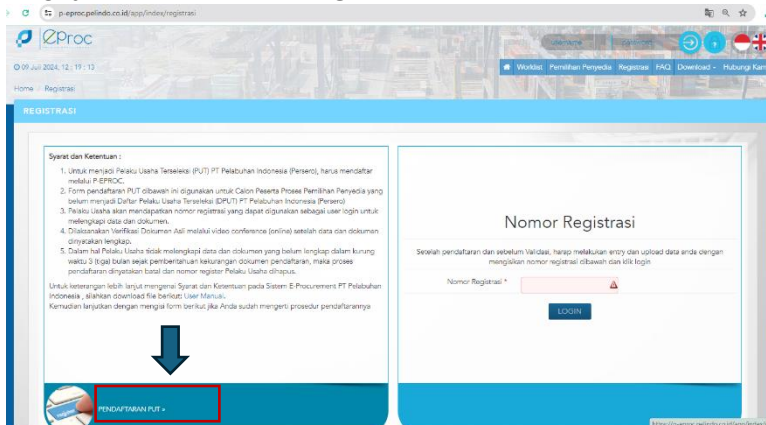 p-eproc.pelindo.co.id/app/index/registrasi
eProc
username
password
09 Juli 2024, 12 : 19 : 13
Worklist Pemilihan Penyedia Registrasi FAQ Download Hubungi Kam
Home / Registrasi
REGISTRASI
Syarat dan Ketentuan :
1. Untuk menjadi Pelaku Usaha Terseleksi (PUT) PT Pelabuhan Indonesia (Persero), harus mendaftar
melalui P-EPROC.
2. Form pendaftaran PUT dibawah ini digunakan untuk Calon Peserta Proses Pemilihan Penyedia yang
belum menjadi Daftar Pelaku Usaha Terseleksi (DPUT) PT Pelabuhan Indonesia (Persero)
3. Pelaku Usaha akan mendapatkan nomor registrasi yang dapat digunakan sebagai user login untuk
melengkapi data dan dokumen.
4. Dilaksanakan Verifikasi Dokumen Asli melalui video conference (online) setelah data dan dokumen
dinyatakan lengkap.
5. Dalam hal Pelaku Usaha tidak melengkapi data dan dokumen yang belum lengkap dalam kurung
waktu 3 (tiga) bulan sejak pemberitahuan kekurangan dokumen pendaftaran, maka proses
pendaftaran dinyatakan batal dan nomor register Pelaku Usaha dihapus.
Untuk keterangan lebih lanjut mengenai Syarat dan Ketentuan pada Sistem E-Procurement PT Pelabuhan
Indonesia , silahkan download file berikut: User Manual.
Kemudian lanjutkan dengan mengisi form berikut jika Anda sudah mengerti prosedur pendaftarannya
PENDAFTARAN PUT »
Nomor Registrasi
Setelah pendaftaran dan sebelum Validasi, harap melakukan entry dan upload data anda dengan
mengisikan nomor registrasi dibawah dan klik login
Nomor Registrasi *
LOGIN